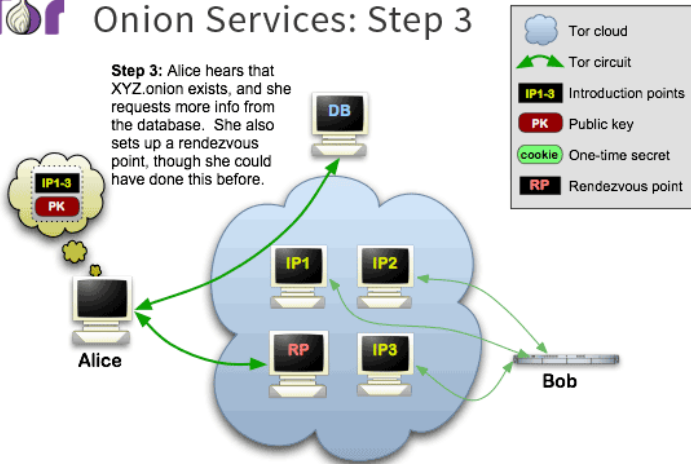 Tor
Onion Services: Step 3
Step 3: Alice hears that
XYZ.onion exists, and she
requests more info from
the database. She also
sets up a rendezvous
point, though she could
have done this before.
DB
IP1-3
PK
IP1
IP2
RP
IP3
Alice
Bob
Tor cloud
Tor circuit
IP1-3 Introduction points
PK Public key
cookie One-time secret
RP Rendezvous point